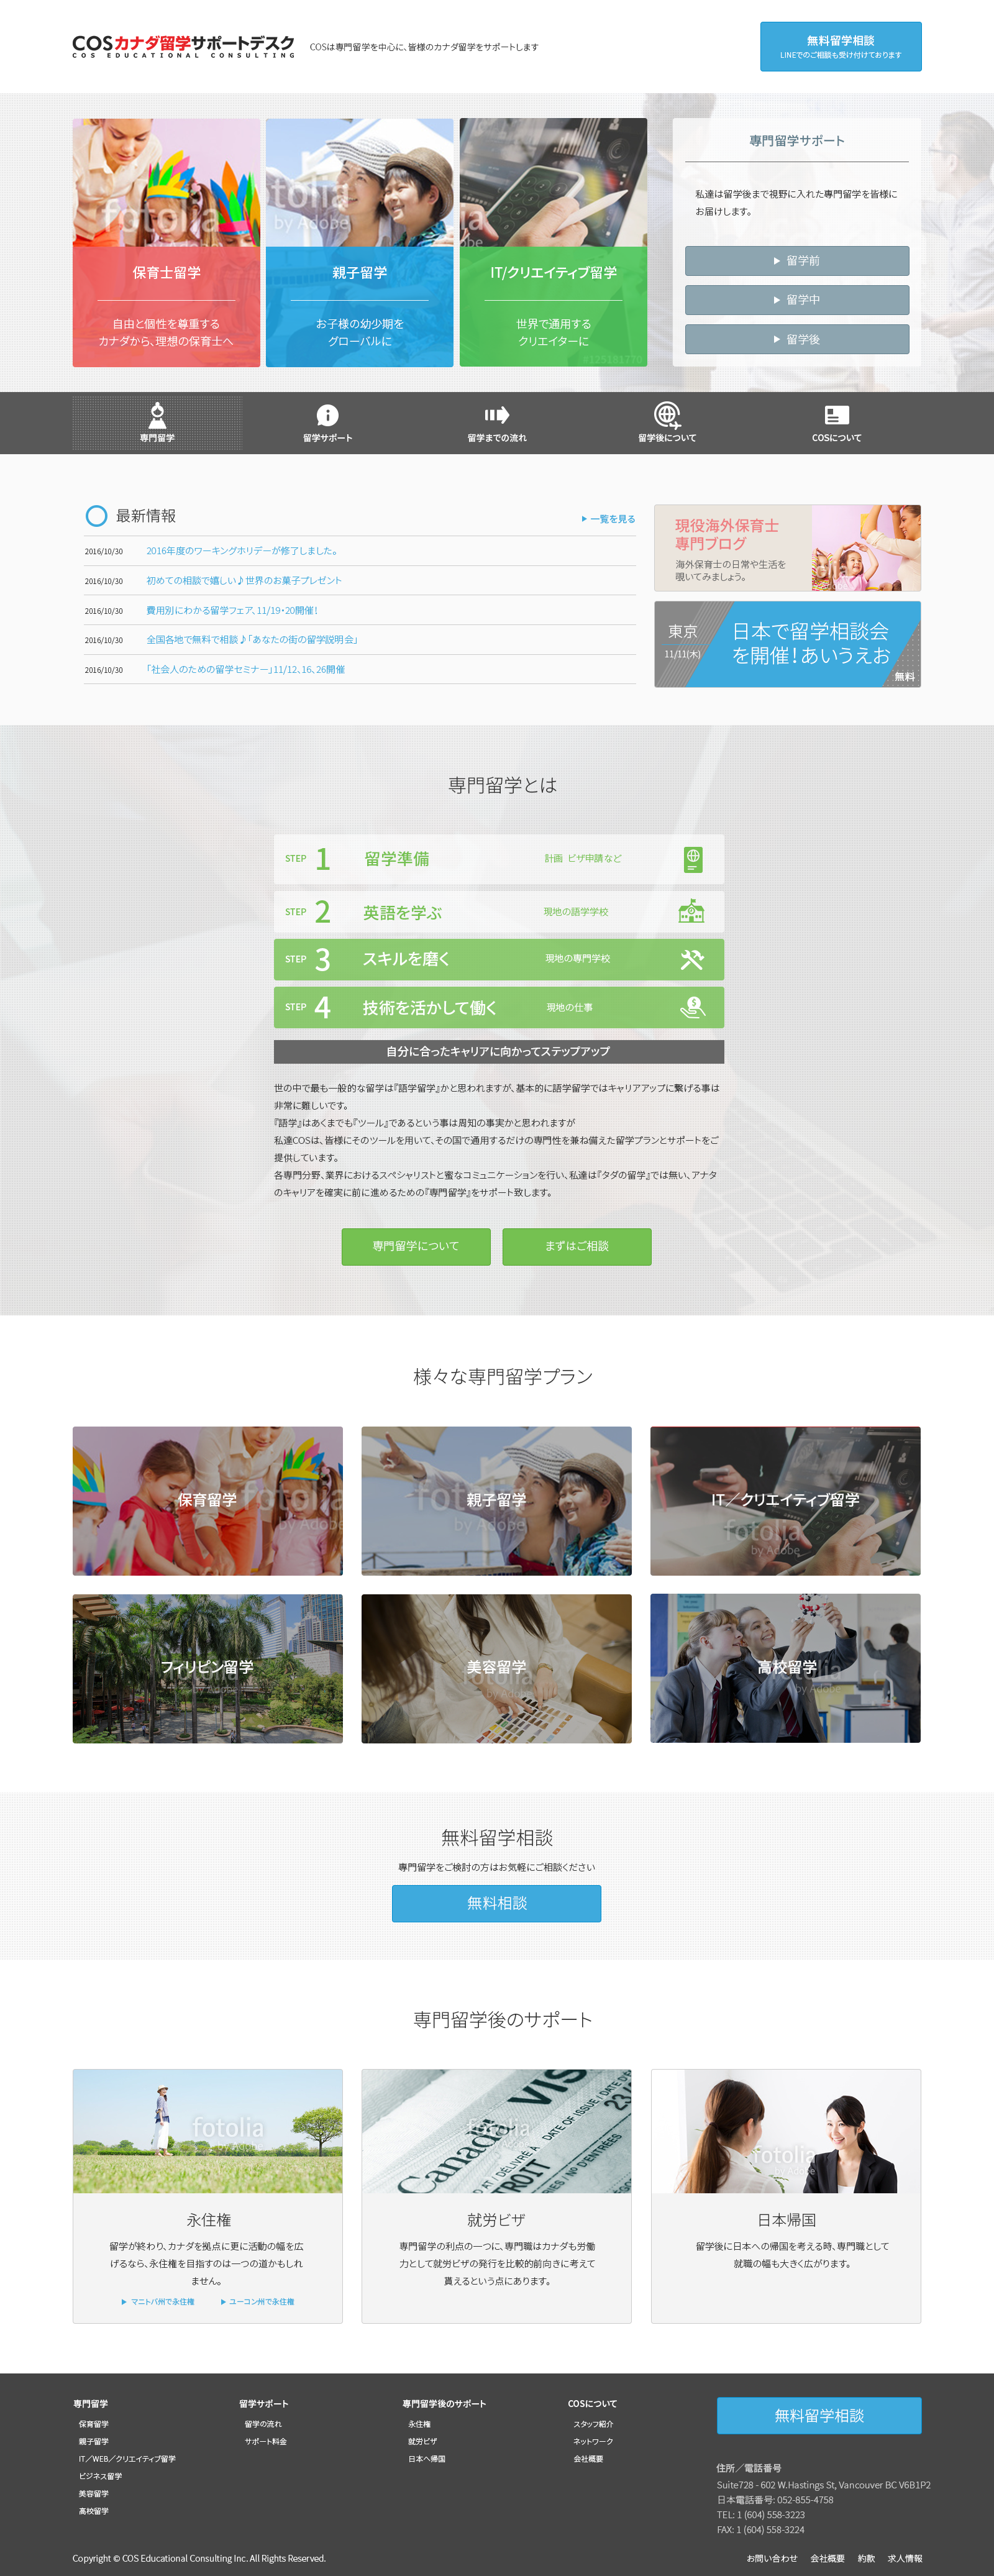 COSカナダ留学サポートデスク
COS EDUCATIONAL CONSULTING
COSは専門留学を中心に、皆様のカナダ留学をサポートします
無料留学相談
LINEでのご相談も受け付けております
fotolia
by Adobe
保育士留学
自由と個性を尊重する
カナダから、理想の保育士へ
by Adobe
親子留学
お子様の幼少期を
グローバルに
IT/クリエイティブ留学
世界で通用する
クリエイターに
専門留学サポート
私達は留学後まで視野に入れた専門留学を皆様に
お届けします。
▶ 留学前
▶ 留学中
▶ 留学後
専門留学
留学サポート
留学までの流れ
留学後について
COSについて
最新情報
▶ 一覧を見る
2016/10/30 2016年度のワーキングホリデーが修了しました。
2016/10/30 初めての相談で嬉しい♪世界のお菓子プレゼント
2016/10/30 費用別にわかる留学フェア、11/19・20開催!
2016/10/30 全国各地で無料で相談♪「あなたの街の留学説明会」
2016/10/30 「社会人のための留学セミナー」11/12、16、26開催
現役海外保育士
専門ブログ
海外保育士の日常や生活を
覗いてみましょう。
東京
11/11(木)
日本で留学相談会
を開催！あいうえお
無料
専門留学とは
STEP 1 留学準備 計画 ビザ申請など
STEP 2 英語を学ぶ 現地の語学学校
STEP 3 スキルを磨く 現地の専門学校
STEP 4 技術を活かして働く 現地の仕事
自分に合ったキャリアに向かってステップアップ
世の中で最も一般的な留学は『語学留学』かと思われますが、基本的に語学留学ではキャリアアップに繋げる事は
非常に難しいです。
『語学』はあくまでも『ツール』であるという事は周知の事実かと思われますが
私達COSは、皆様にそのツールを用いて、その国で通用するだけの専門性を兼ね備えた留学プランとサポートをご
提供しています。
各専門分野、業界におけるスペシャリストと蜜なコミュニケーションを行い、私達は『タダの留学』では無い、アナタ
のキャリアを確実に前に進めるための『専門留学』をサポート致します。
専門留学について
まずはご相談
様々な専門留学プラン
保育留学
親子留学
IT／クリエイティブ留学
フィリピン留学
美容留学
高校留学
無料留学相談
専門留学をご検討の方はお気軽にご相談ください
無料相談
専門留学後のサポート
永住権
留学が終わり、カナダを拠点に更に活動の幅を広
げるなら、永住権を目指すのは一つの道かもしれ
ません。
▶ マニトバ州で永住権 ▶ ユーコン州で永住権
就労ビザ
専門留学の利点の一つに、専門職はカナダも労働
力として就労ビザの発行を比較的前向きに考えて
貰えるという点にあります。
日本帰国
留学後に日本への帰国を考える時、専門職として
就職の幅も大きく広がります。
専門留学
保育留学
親子留学
IT／WEB／クリエイティブ留学
ビジネス留学
美容留学
高校留学
留学サポート
留学の流れ
サポート料金
専門留学後のサポート
永住権
就労ビザ
日本へ帰国
COSについて
スタッフ紹介
ネットワーク
会社概要
無料留学相談
住所／電話番号
Suite728 - 602 W.Hastings St, Vancouver BC V6B1P2
日本電話番号: 052-855-4758
TEL: 1 (604) 558-3223
FAX: 1 (604) 558-3224
Copyright © COS Educational Consulting Inc. All Rights Reserved.
お問い合わせ 会社概要 約款 求人情報